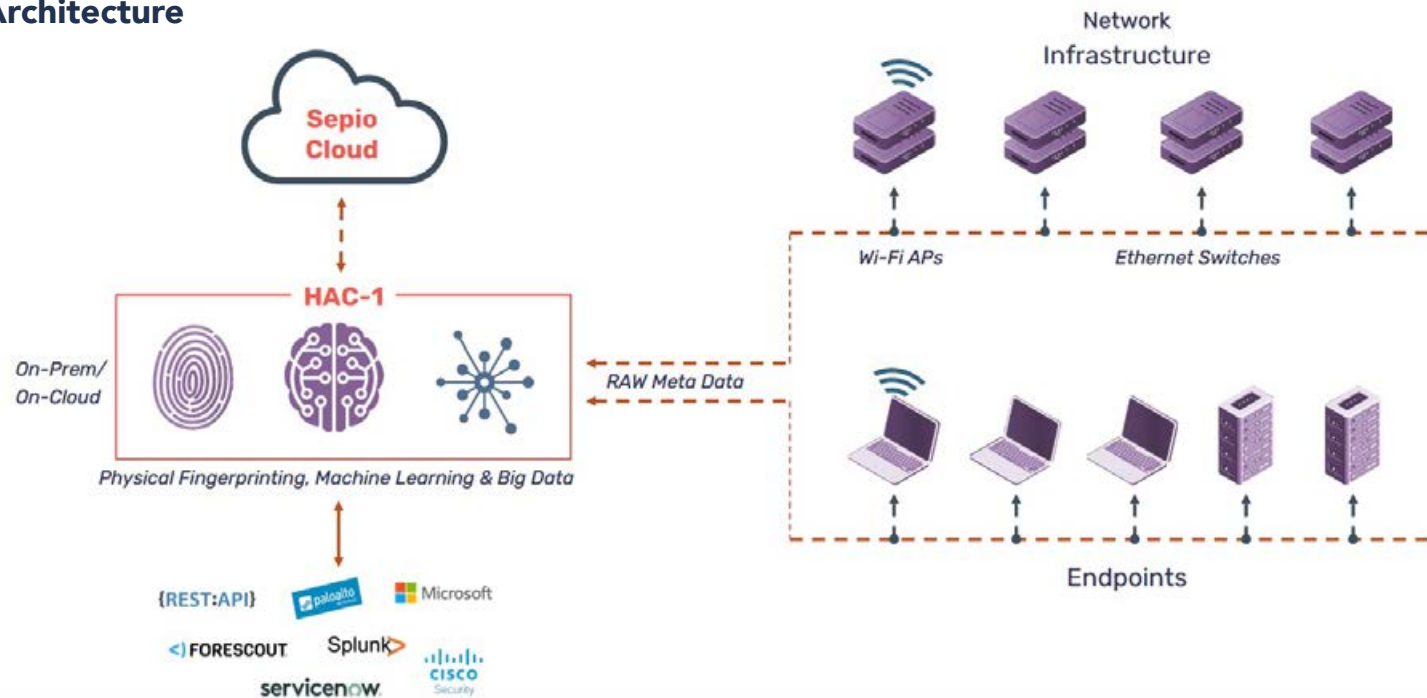 Architecture
Network
Infrastructure
Sepio
Cloud
Wi-Fi APs
Ethernet Switches
HAC-1
On-Prem/
On-Cloud
RAW Meta Data
Physical Fingerprinting, Machine Learning & Big Data
Endpoints
{REST:API}
paloalto
Microsoft
FORESCOUT
Splunk>
CISCO
Security
servicenow